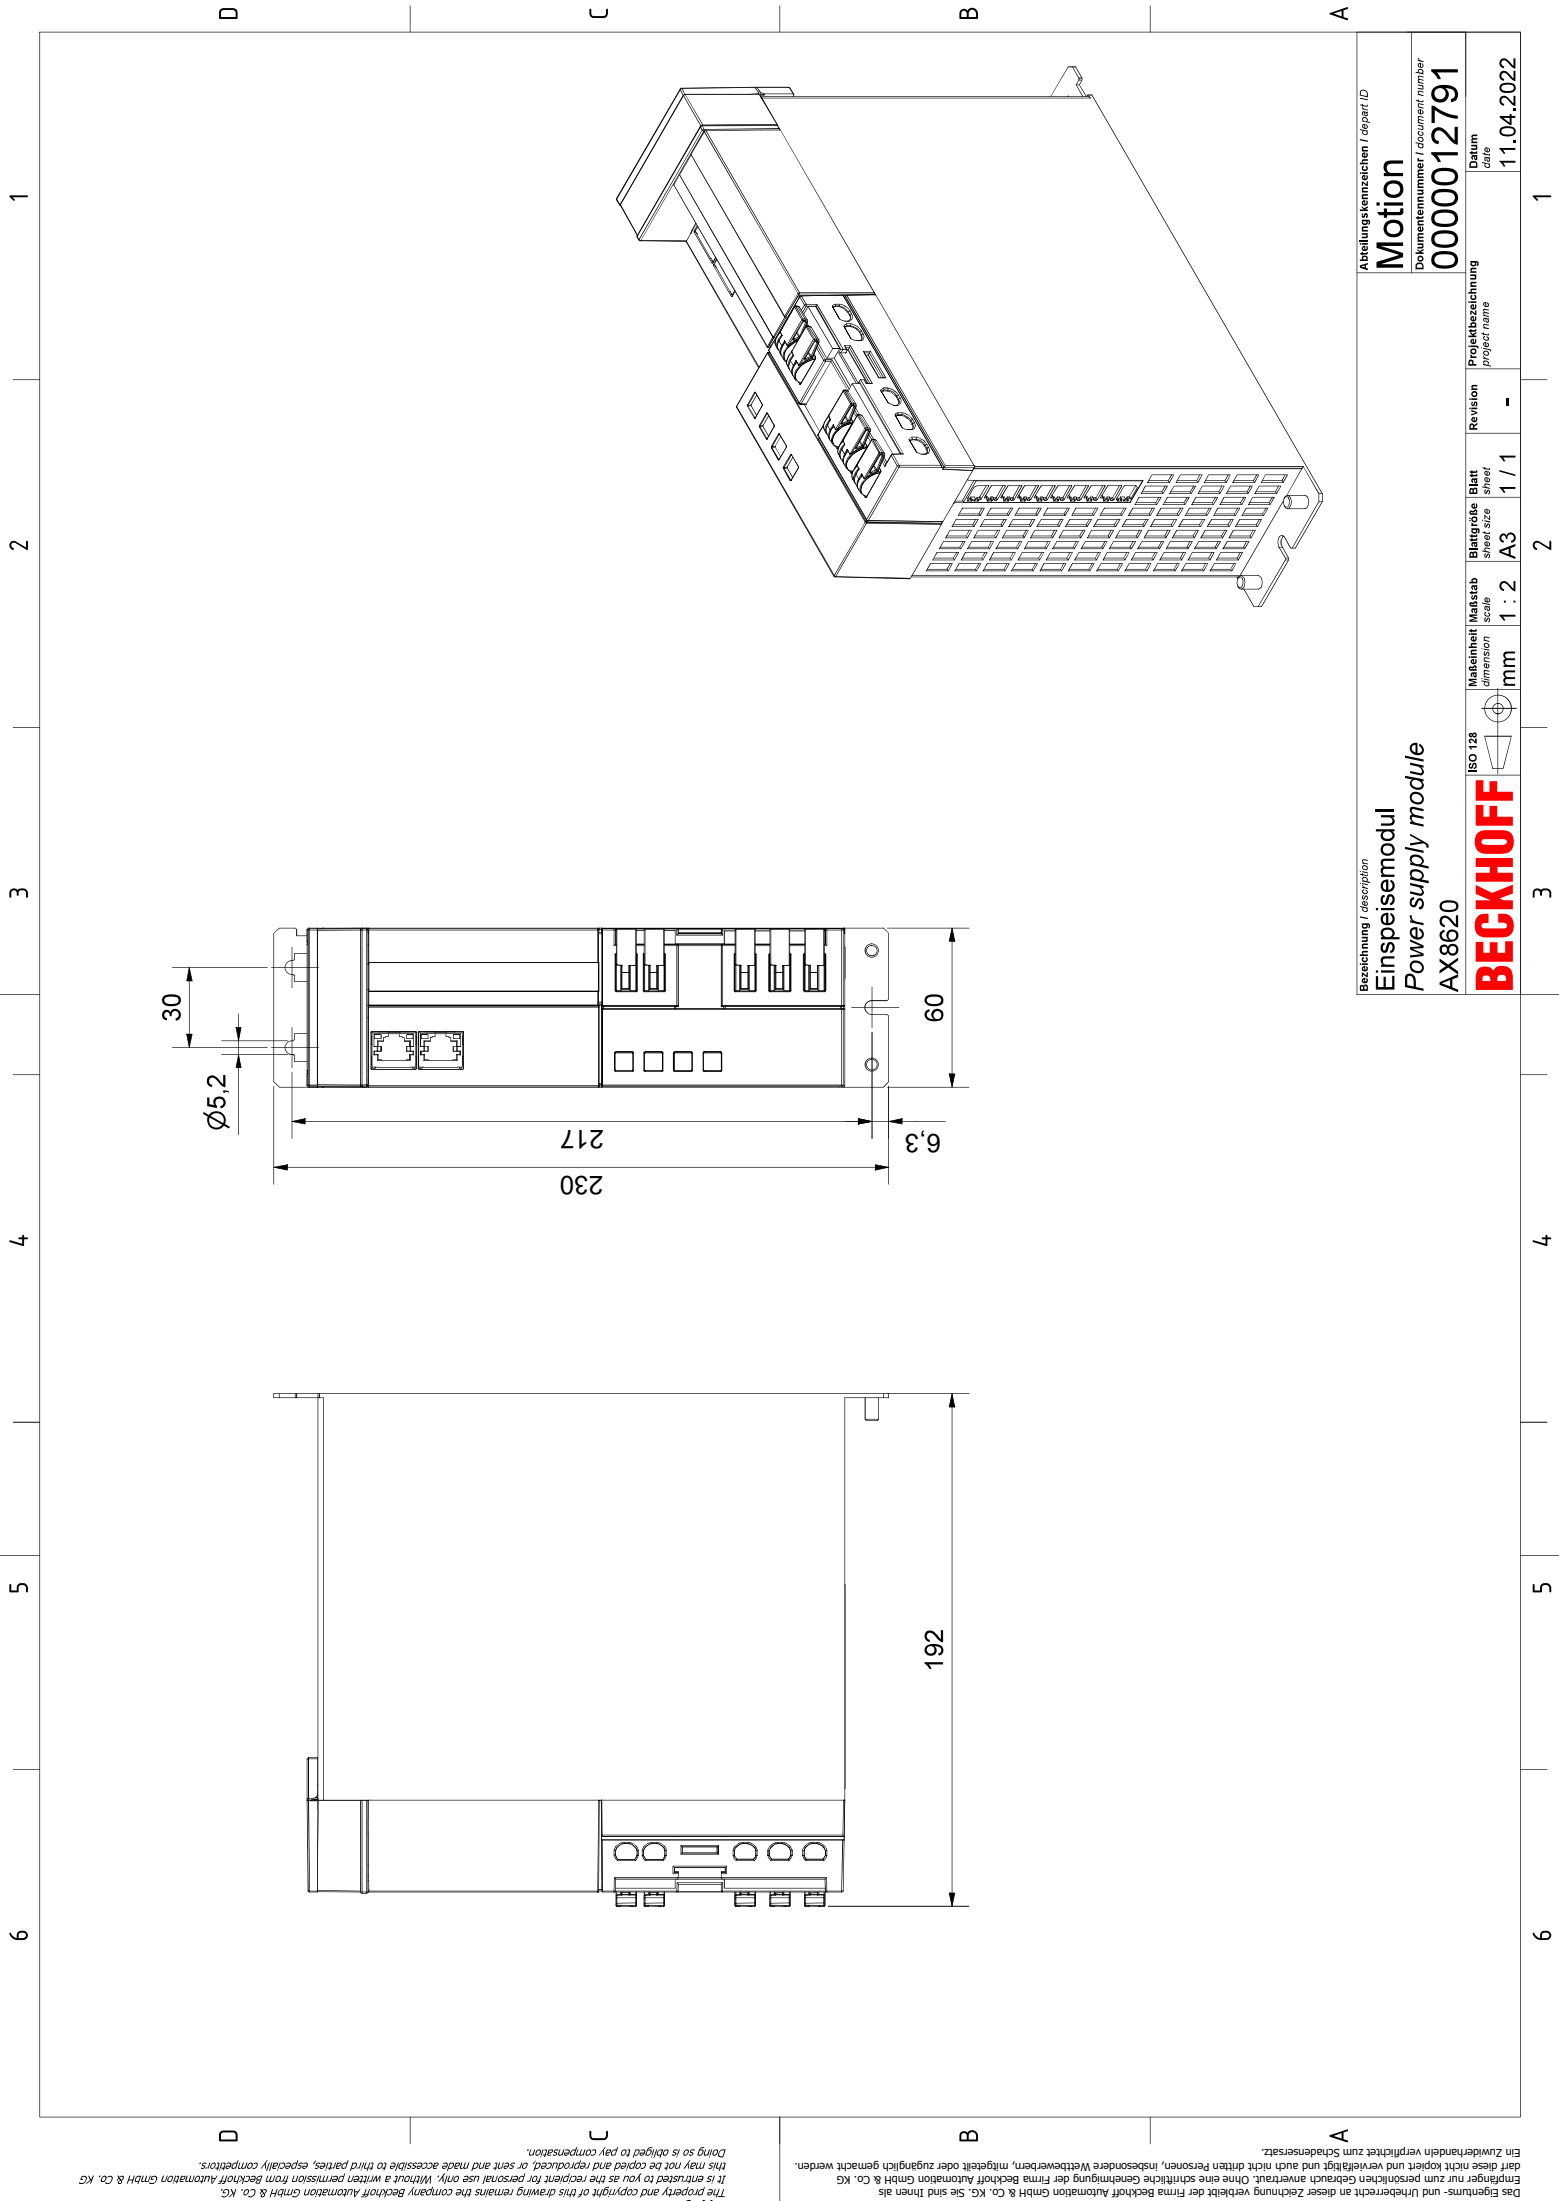 D
C
B
A
1
2
3
4
5
6
30
Ø5,2
217
230
6,3
60
192
Bezeichnung / description
Einspeisemodul
Power supply module
AX8620
Abteilungskennzeichen / depart ID
Motion
Dokumentennummer / document number
0000012791
BECKHOFF
ISO 128
Maßeinheit
dimension
mm
Maßstab
scale
1 : 2
Blattgröße
sheet size
A3
Blatt
sheet
1 / 1
Revision
-
Projektbezeichnung
project name
Datum
date
11.04.2022
1
2
3
4
5
6
D
C
B
A
The property and copyright of this drawing remains the company Beckhoff Automation GmbH & Co. KG.
It is entrusted to you as the recipient for personal use only. Without a written permission from Beckhoff Automation GmbH & Co. KG
this may not be copied and reproduced, or sent and made accessible to third parties, especially competitors.
Doing so is obliged to pay compensation.
Das Eigentums- und Urheberrecht an dieser Zeichnung verbleibt der Firma Beckhoff Automation GmbH & Co. KG. Sie sind Ihnen als
Empfänger nur zum persönlichen Gebrauch anvertraut. Ohne eine schriftliche Genehmigung der Firma Beckhoff Automation GmbH & Co. KG
darf diese nicht kopiert und vervielfältigt und auch nicht dritten Personen, insbesondere Wettbewerbern, mitgeteilt oder zugänglich gemacht werden.
Ein Zuwiderhandeln verpflichtet zum Schadensersatz.